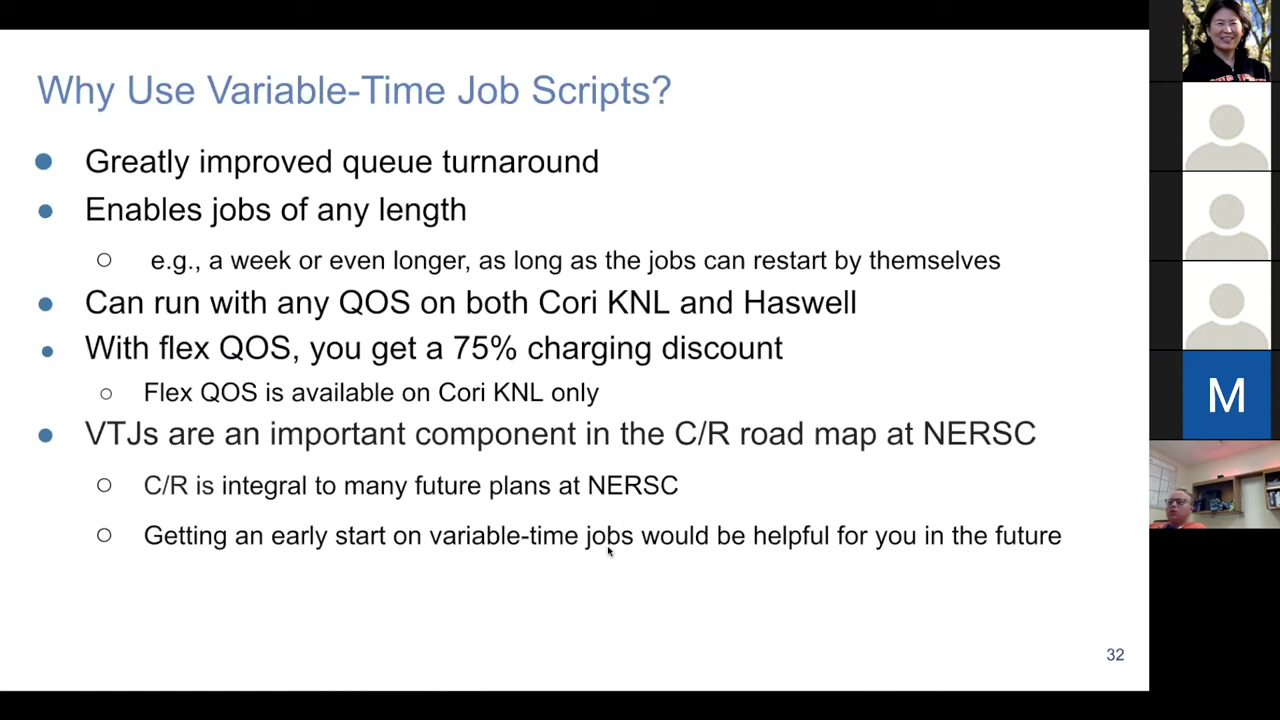 Why Use Variable-Time Job Scripts?
● Greatly improved queue turnaround
● Enables jobs of any length
○ e.g., a week or even longer, as long as the jobs can restart by themselves
● Can run with any QOS on both Cori KNL and Haswell
● With flex QOS, you get a 75% charging discount
○ Flex QOS is available on Cori KNL only
● VTJs are an important component in the C/R road map at NERSC
○ C/R is integral to many future plans at NERSC
○ Getting an early start on variable-time jobs would be helpful for you in the future
32
M